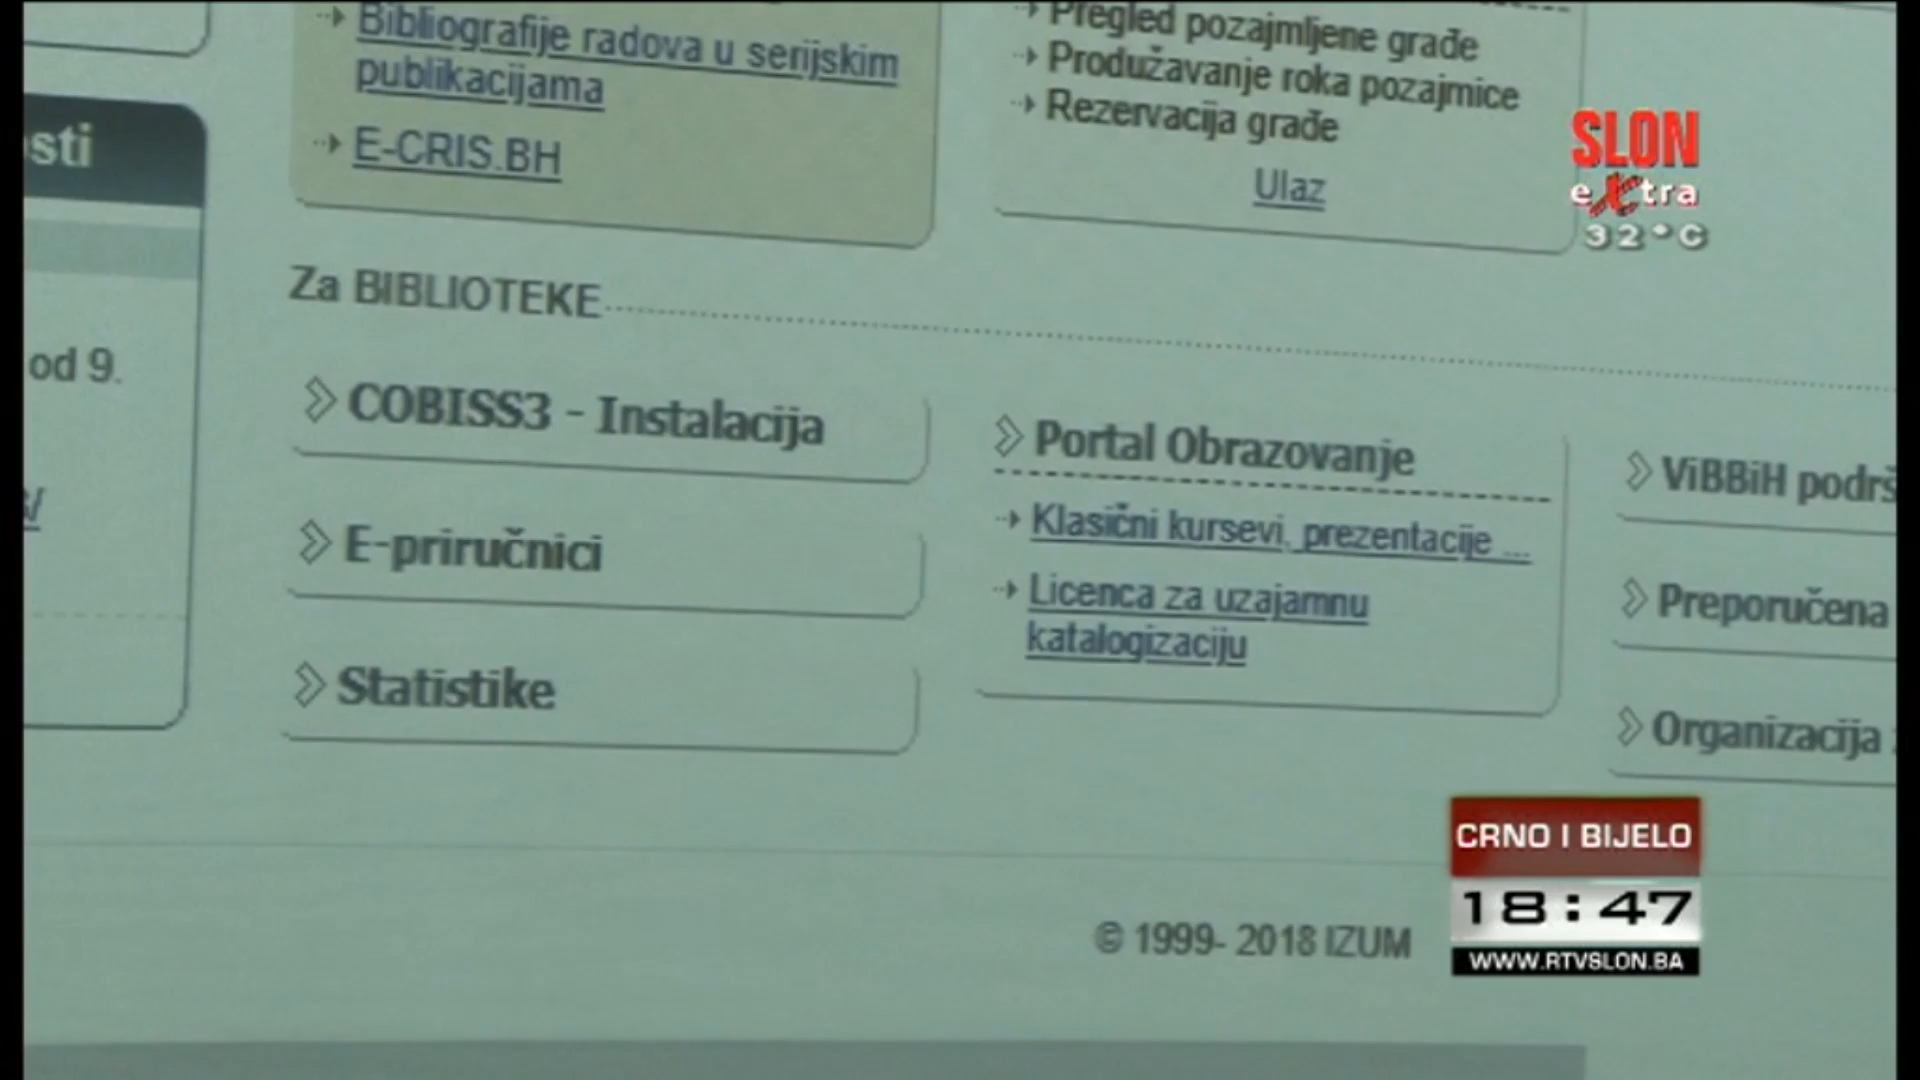 Bibliografije radova u serijskim
publikacijama
E-CRIS.BH
Pregled pozajmljene građe
Produžavanje roka pozajmice
Rezervacija građe
Ulaz
SLON
extra
32°C
sti
od 9.
Za BIBLIOTEKE
COBISS3 - Instalacija
E-priručnici
Statistike
Portal Obrazovanje
Klasični kursevi, prezentacije ...
Licenca za uzajamnu
katalogizaciju
ViBBiH podrš
Preporučena
Organizacija
© 1999- 2018 IZUM
CRNO I BIJELO
18:47
WWW.RTVSLON.BA